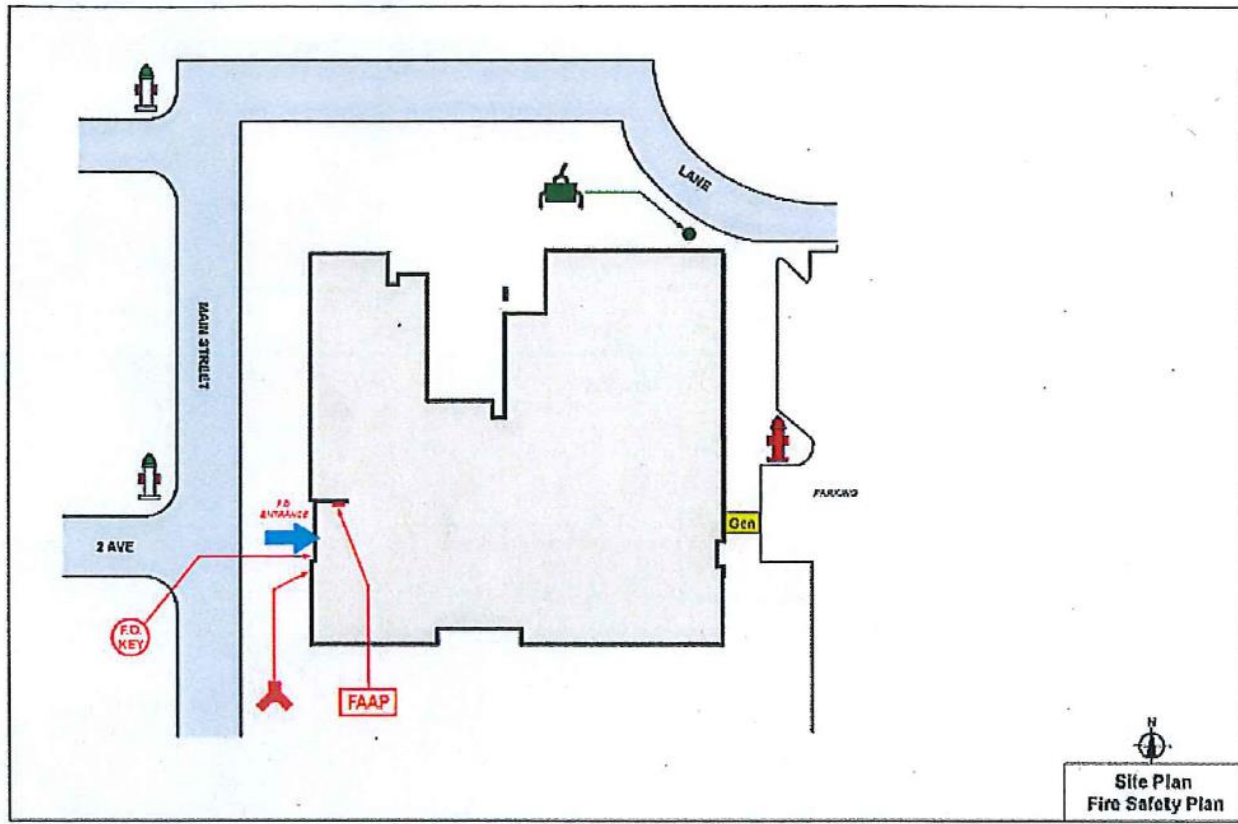 LANE
MAIN STREET
F.D.
ENTRANCE
Gen
PARKING
2 AVE
F.D.
KEY
FAAP
N
Site Plan
Fire Safety Plan